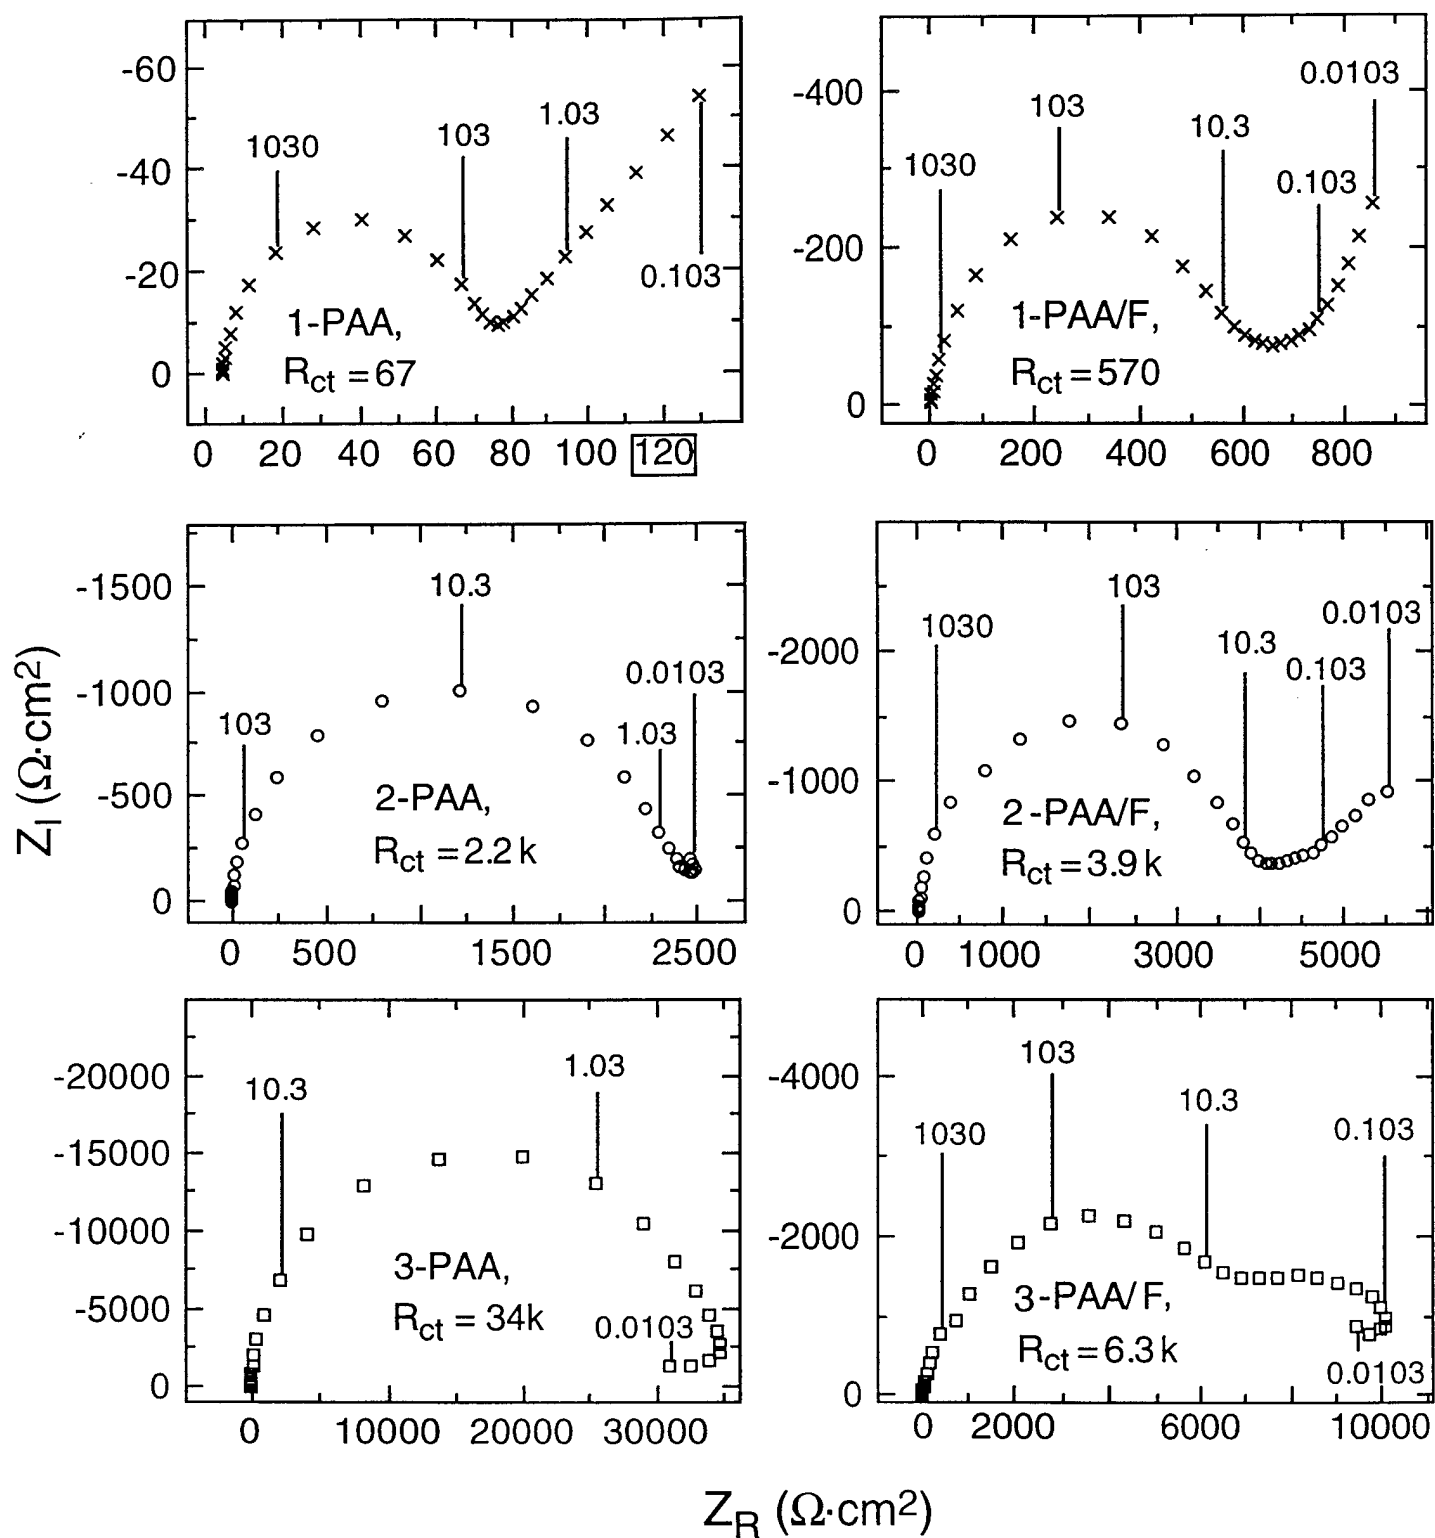 -60
-40
-20
0
1030
103
1.03
0.103
1-PAA,
Rct = 67
0 20 40 60 80 100 120
-400
-200
0
1030
103
10.3
0.103
0.0103
1-PAA/F,
Rct = 570
0 200 400 600 800
ZI (Ω·cm2)
-1500
-1000
-500
0
103
10.3
1.03
0.0103
2-PAA,
Rct = 2.2 k
0 500 1500 2500
-2000
-1000
0
1030
103
10.3
0.103
0.0103
2-PAA/F,
Rct = 3.9 k
0 1000 3000 5000
-20000
-15000
-10000
-5000
0
10.3
1.03
0.0103
3-PAA,
Rct = 34k
0 10000 20000 30000
-4000
-2000
0
1030
103
10.3
0.103
0.0103
3-PAA/F,
Rct = 6.3 k
0 2000 6000 10000
ZR (Ω·cm2)